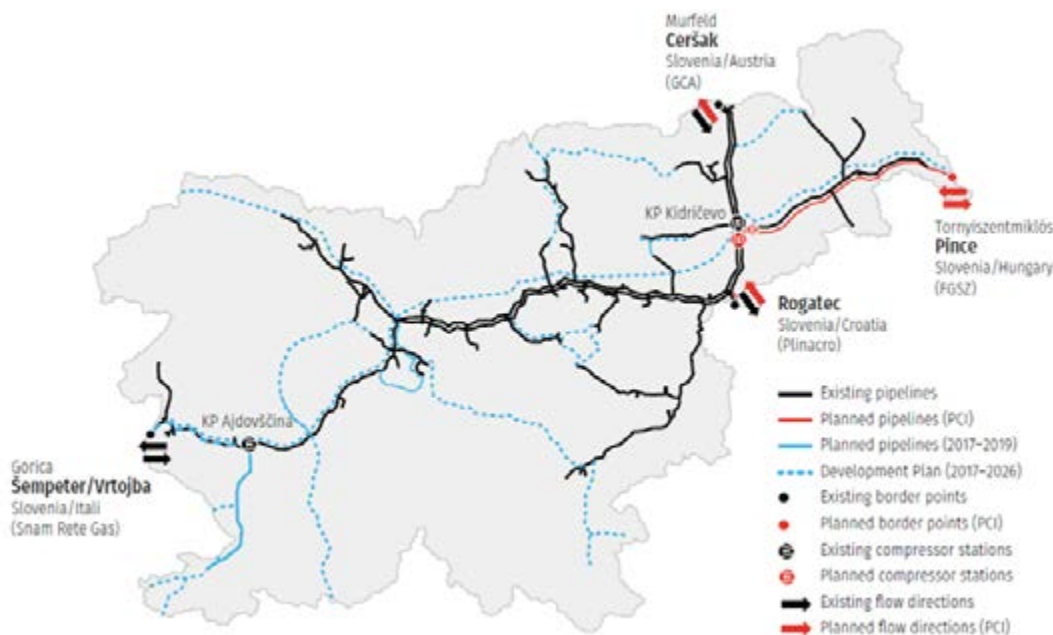 Murfeld
Ceršak
Slovenia/Austria
(GCA)
KP Kidričevo
Tornyiszentmiklós
Pince
Slovenia/Hungary
(FGSZ)
Rogatec
Slovenia/Croatia
(Plinacro)
KP Ajdovščina
Gorica
Šempeter/Vrtojba
Slovenia/Itali
(Snam Rete Gas)
Existing pipelines
Planned pipelines (PCI)
Planned pipelines (2017–2019)
Development Plan (2017–2026)
Existing border points
Planned border points (PCI)
Existing compressor stations
Planned compressor stations
Existing flow directions
Planned flow directions (PCI)